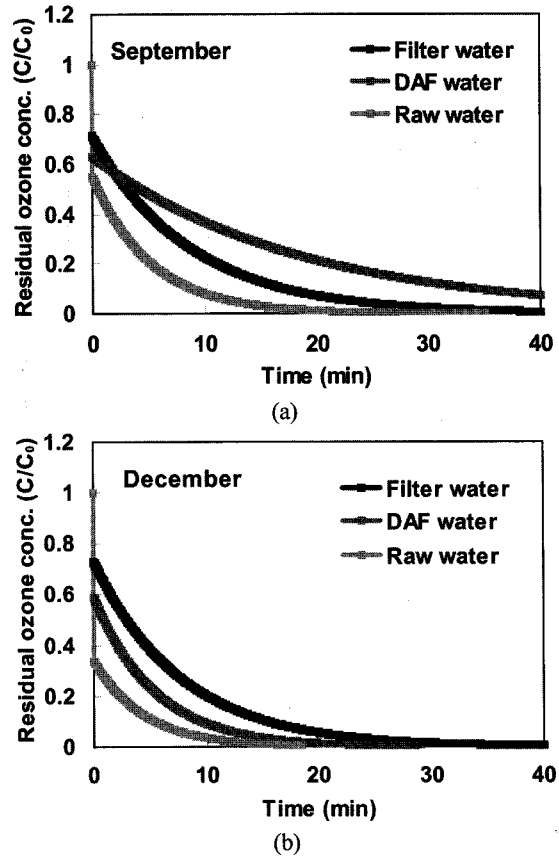 September
Filter water
DAF water
Raw water
Residual ozone conc. (C/C₀)
1.2
1
0.8
0.6
0.4
0.2
0
0 10 20 30 40
Time (min)
(a)
December
Filter water
DAF water
Raw water
Residual ozone conc. (C/C₀)
1.2
1
0.8
0.6
0.4
0.2
0
0 10 20 30 40
Time (min)
(b)